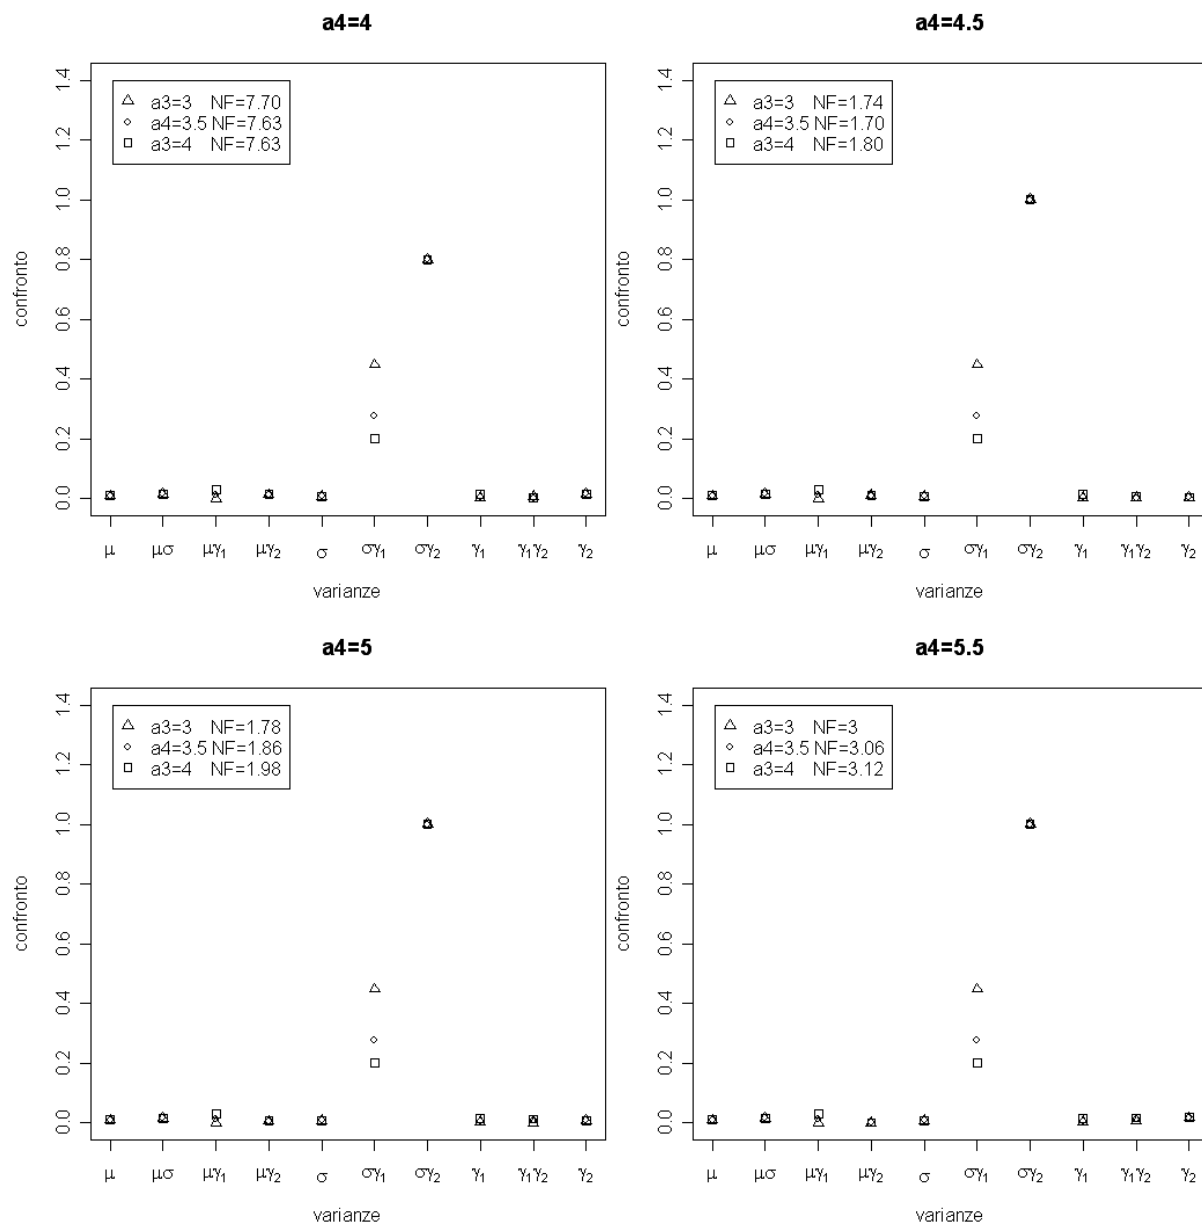 a4=4
1.4
1.2
1.0
0.8
0.6
0.4
0.2
0.0
confronto
a3=3 NF=7.70
a4=3.5 NF=7.63
a3=4 NF=7.63
μ μσ μγ₁ μγ₂ σ σγ₁ σγ₂ γ₁ γ₁γ₂ γ₂
varianze
a4=4.5
1.4
1.2
1.0
0.8
0.6
0.4
0.2
0.0
confronto
a3=3 NF=1.74
a4=3.5 NF=1.70
a3=4 NF=1.80
μ μσ μγ₁ μγ₂ σ σγ₁ σγ₂ γ₁ γ₁γ₂ γ₂
varianze
a4=5
1.4
1.2
1.0
0.8
0.6
0.4
0.2
0.0
confronto
a3=3 NF=1.78
a4=3.5 NF=1.86
a3=4 NF=1.98
μ μσ μγ₁ μγ₂ σ σγ₁ σγ₂ γ₁ γ₁γ₂ γ₂
varianze
a4=5.5
1.4
1.2
1.0
0.8
0.6
0.4
0.2
0.0
confronto
a3=3 NF=3
a4=3.5 NF=3.06
a3=4 NF=3.12
μ μσ μγ₁ μγ₂ σ σγ₁ σγ₂ γ₁ γ₁γ₂ γ₂
varianze